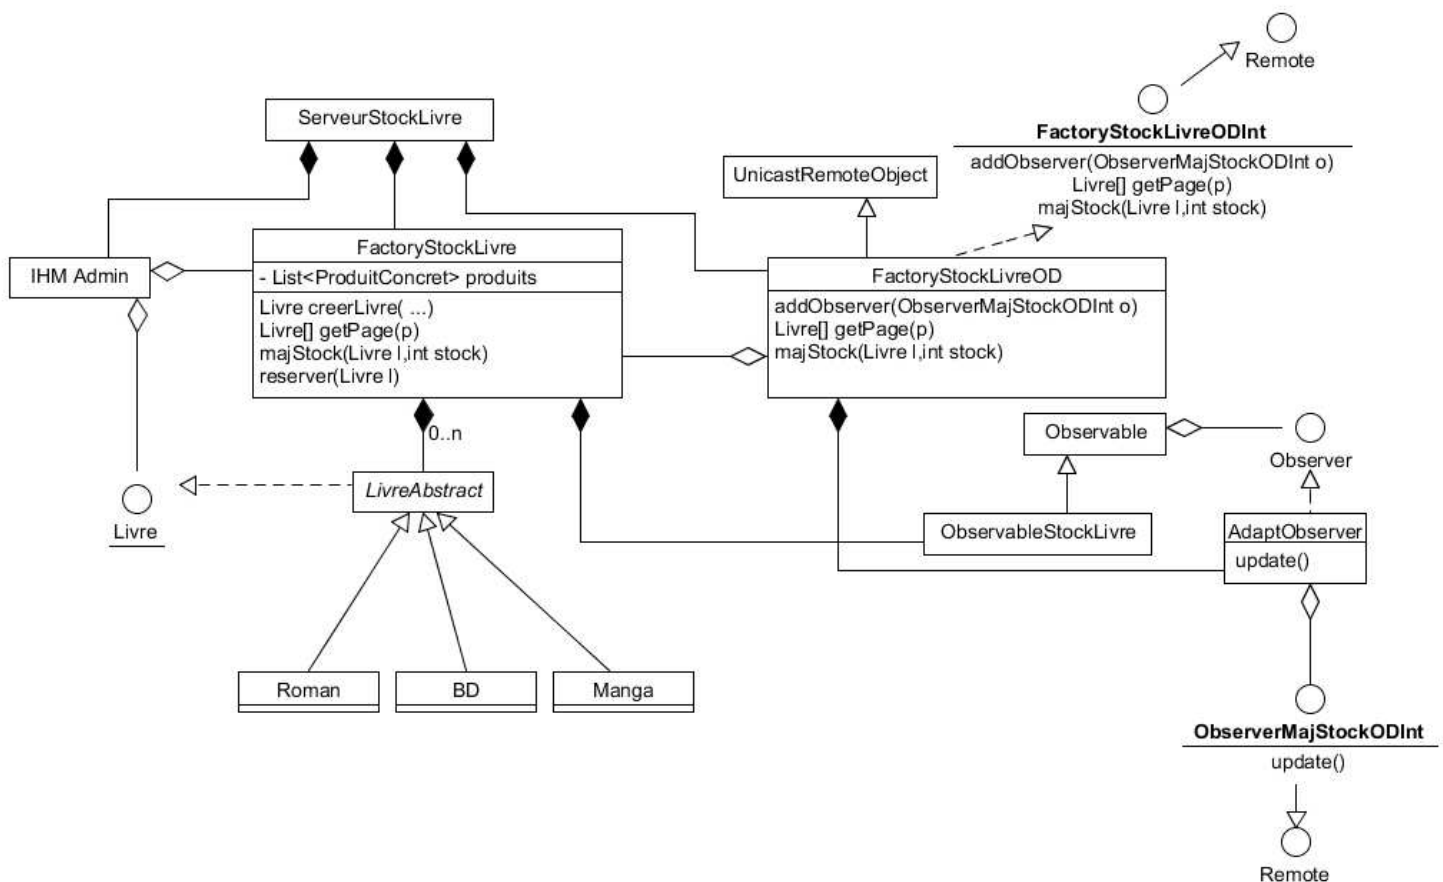 Remote
FactoryStockLivreODInt
addObserver(ObserverMajStockODInt o)
Livre[] getPage(p)
majStock(Livre l,int stock)
ServeurStockLivre
UnicastRemoteObject
IHM Admin
FactoryStockLivre
- List<ProduitConcret> produits
Livre creerLivre( ...)
Livre[] getPage(p)
majStock(Livre l,int stock)
reserver(Livre l)
FactoryStockLivreOD
addObserver(ObserverMajStockODInt o)
Livre[] getPage(p)
majStock(Livre l,int stock)
0..n
Observable
Observer
LivreAbstract
Livre
ObservableStockLivre
AdaptObserver
update()
Roman
BD
Manga
ObserverMajStockODInt
update()
Remote